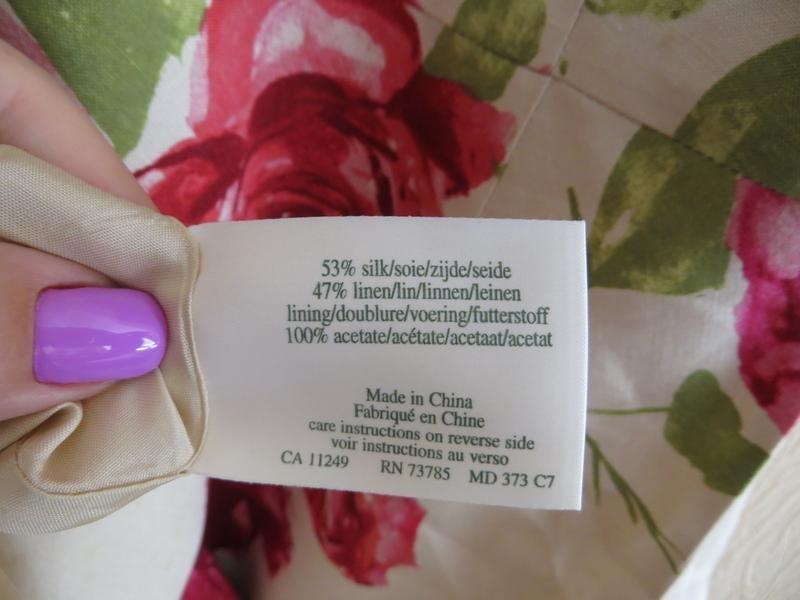 53% silk/soie/zijde/seide
47% linen/lin/linnen/leinen
lining/doublure/voering/futterstoff
100% acetate/acétate/acetaat/acetat
Made in China
Fabriqué en Chine
care instructions on reverse side
voir instructions au verso
CA 11249 RN 73785 MD 373 C7